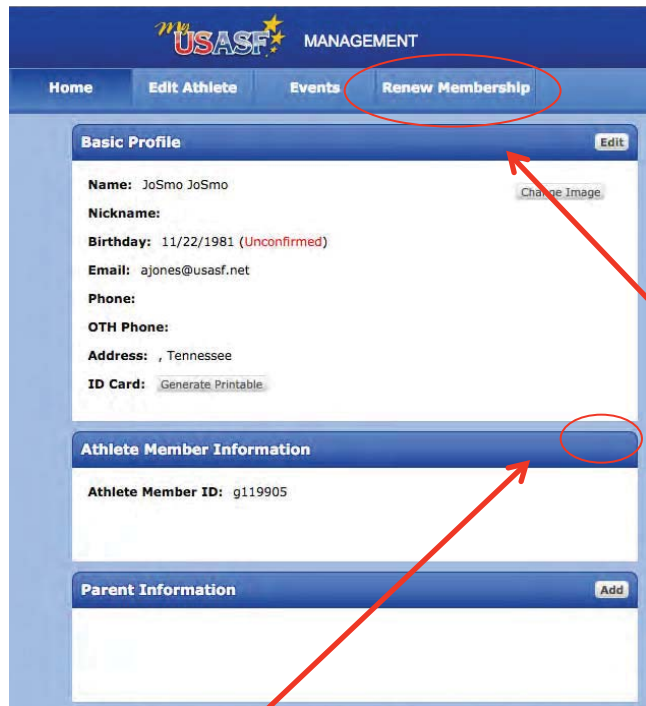 my USASF MANAGEMENT
Home Edit Athlete Events Renew Membership
Basic Profile Edit
Name: JoSmo JoSmo Change Image
Nickname:
Birthday: 11/22/1981 (Unconfirmed)
Email: ajones@usasf.net
Phone:
OTH Phone:
Address: , Tennessee
ID Card: Generate Printable
Athlete Member Information
Athlete Member ID: g119905
Parent Information Add